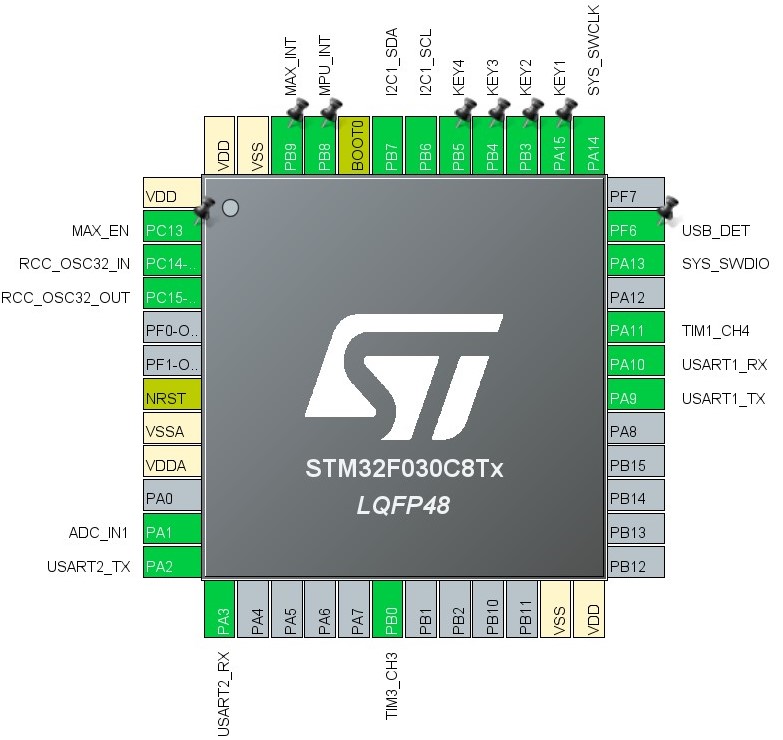 MAX_INT
MPU_INT
I2C1_SDA
I2C1_SCL
KEY4
KEY3
KEY2
KEY1
SYS_SWCLK
VDD
VSS
PB9
PB8
BOOT0
PB7
PB6
PB5
PB4
PB3
PA15
PA14
VDD
MAX_EN PC13
RCC_OSC32_IN PC14-..
RCC_OSC32_OUT PC15-..
PF0-O..
PF1-O..
NRST
VSSA
VDDA
PA0
ADC_IN1 PA1
USART2_TX PA2
ST
STM32F030C8Tx
LQFP48
PF7
PF6 USB_DET
PA13 SYS_SWDIO
PA12
PA11 TIM1_CH4
PA10 USART1_RX
PA9 USART1_TX
PA8
PB15
PB14
PB13
PB12
PA3
PA4
PA5
PA6
PA7
PB0
PB1
PB2
PB10
PB11
VSS
VDD
USART2_RX
TIM3_CH3